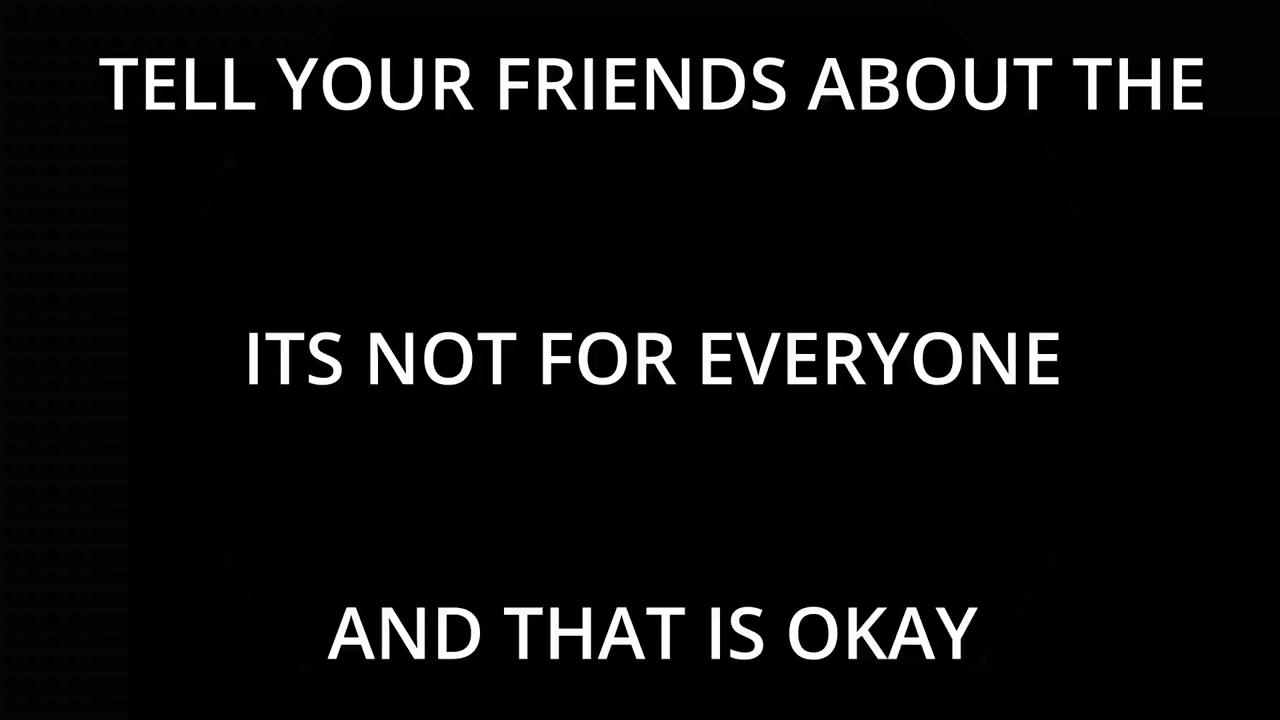 TELL YOUR FRIENDS ABOUT THE
ITS NOT FOR EVERYONE
AND THAT IS OKAY